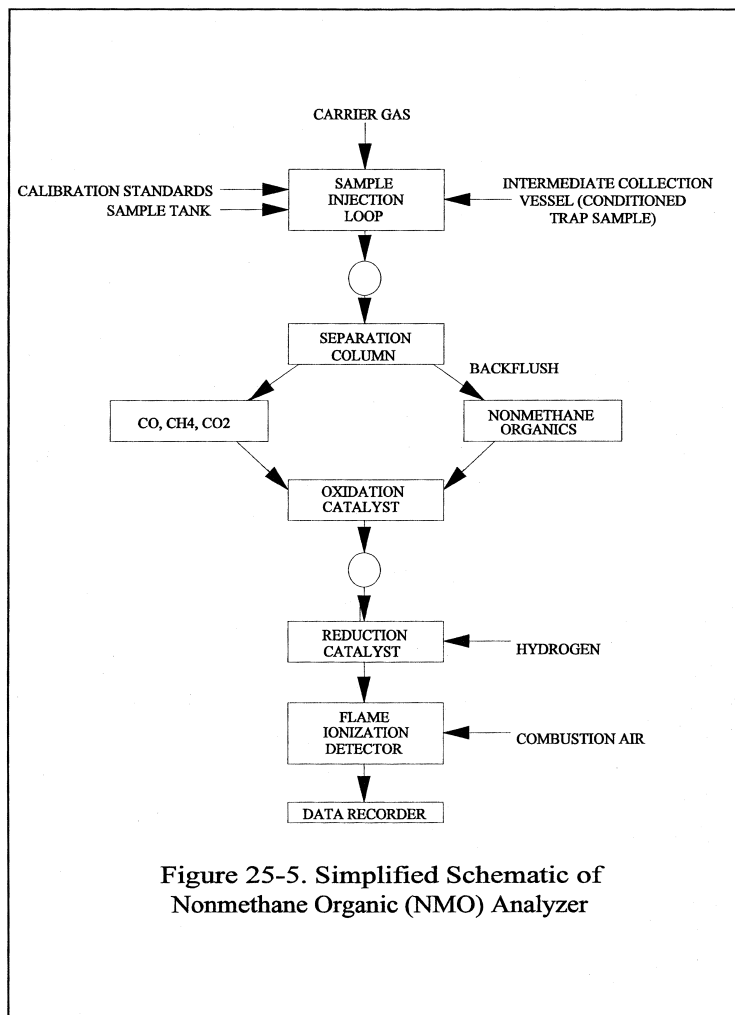 CARRIER GAS
CALIBRATION STANDARDS
SAMPLE TANK
SAMPLE
INJECTION
LOOP
INTERMEDIATE COLLECTION
VESSEL (CONDITIONED
TRAP SAMPLE)
SEPARATION
COLUMN
BACKFLUSH
CO, CH4, CO2
NONMETHANE
ORGANICS
OXIDATION
CATALYST
REDUCTION
CATALYST
HYDROGEN
FLAME
IONIZATION
DETECTOR
COMBUSTION AIR
DATA RECORDER
Figure 25-5. Simplified Schematic of
Nonmethane Organic (NMO) Analyzer